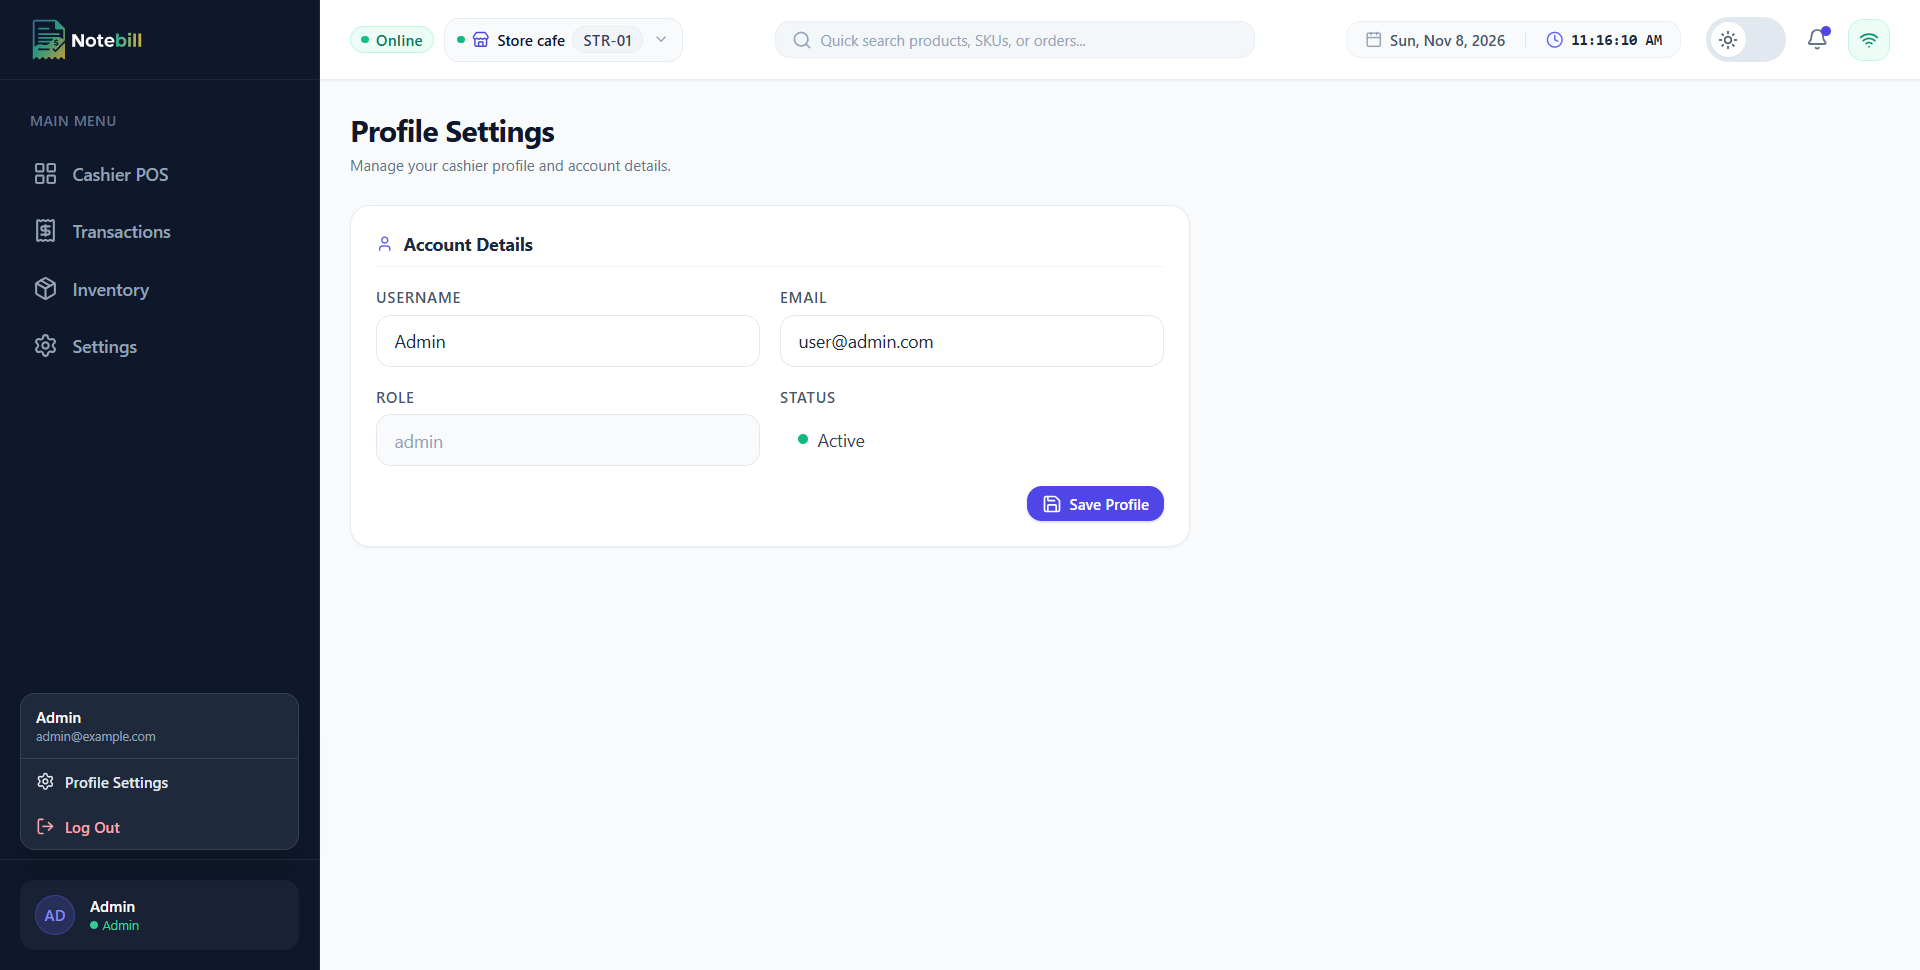 Notebill
MAIN MENU
Cashier POS
Transactions
Inventory
Settings
Admin
admin@example.com
Profile Settings
Log Out
AD
Admin
Admin
Online
Store cafe STR-01
Quick search products, SKUs, or orders...
Sun, Nov 8, 2026
11:16:10 AM
Profile Settings
Manage your cashier profile and account details.
Account Details
USERNAME
Admin
EMAIL
user@admin.com
ROLE
admin
STATUS
Active
Save Profile